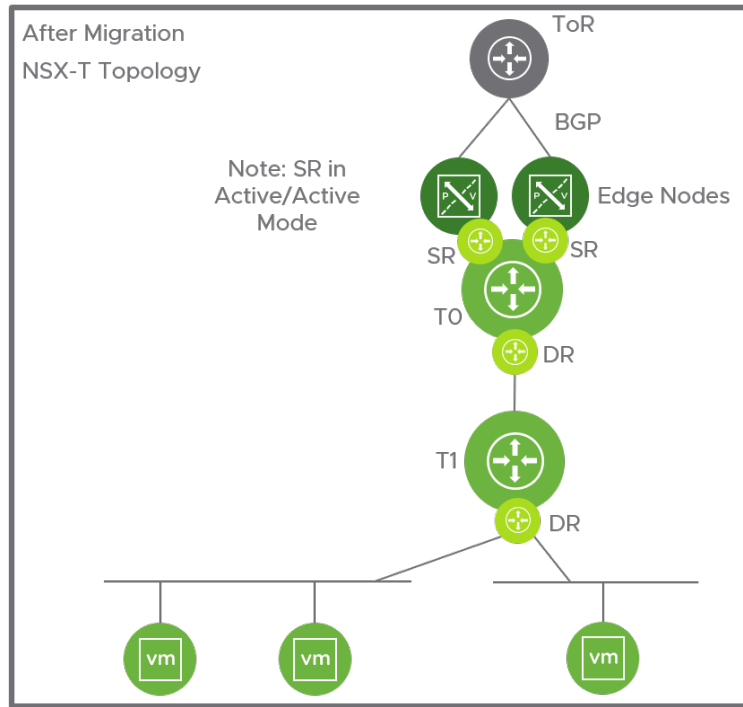 After Migration
NSX-T Topology
ToR
BGP
Note: SR in
Active/Active
Mode
P V
P V
Edge Nodes
SR
SR
T0
DR
T1
DR
vm
vm
vm